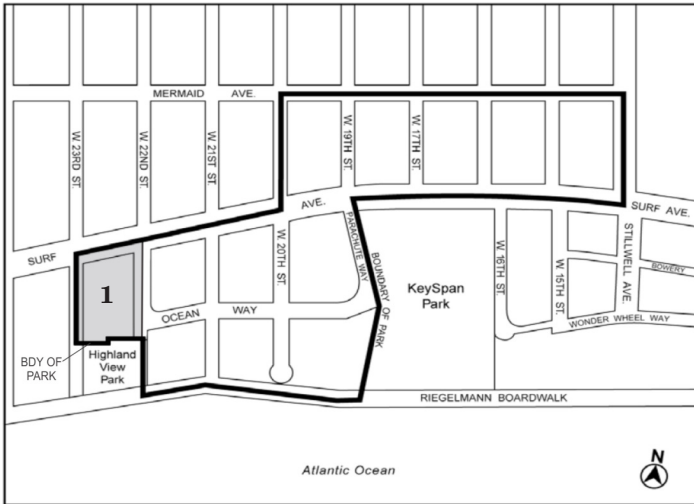 MERMAID AVE.
W. 23RD ST.
W. 22ND ST.
W. 21ST ST.
W. 19TH ST.
W. 17TH ST.
SURF AVE.
SURF AVE.
W. 20TH ST.
PARACHUTE WAY
BOUNDARY OF PARK
KeySpan
Park
W. 16TH ST.
W. 15TH ST.
STILLWELL AVE.
BOWERY
WONDER WHEEL WAY
OCEAN WAY
1
BDY OF
PARK
Highland
View
Park
RIEGELMANN BOARDWALK
Atlantic Ocean
N